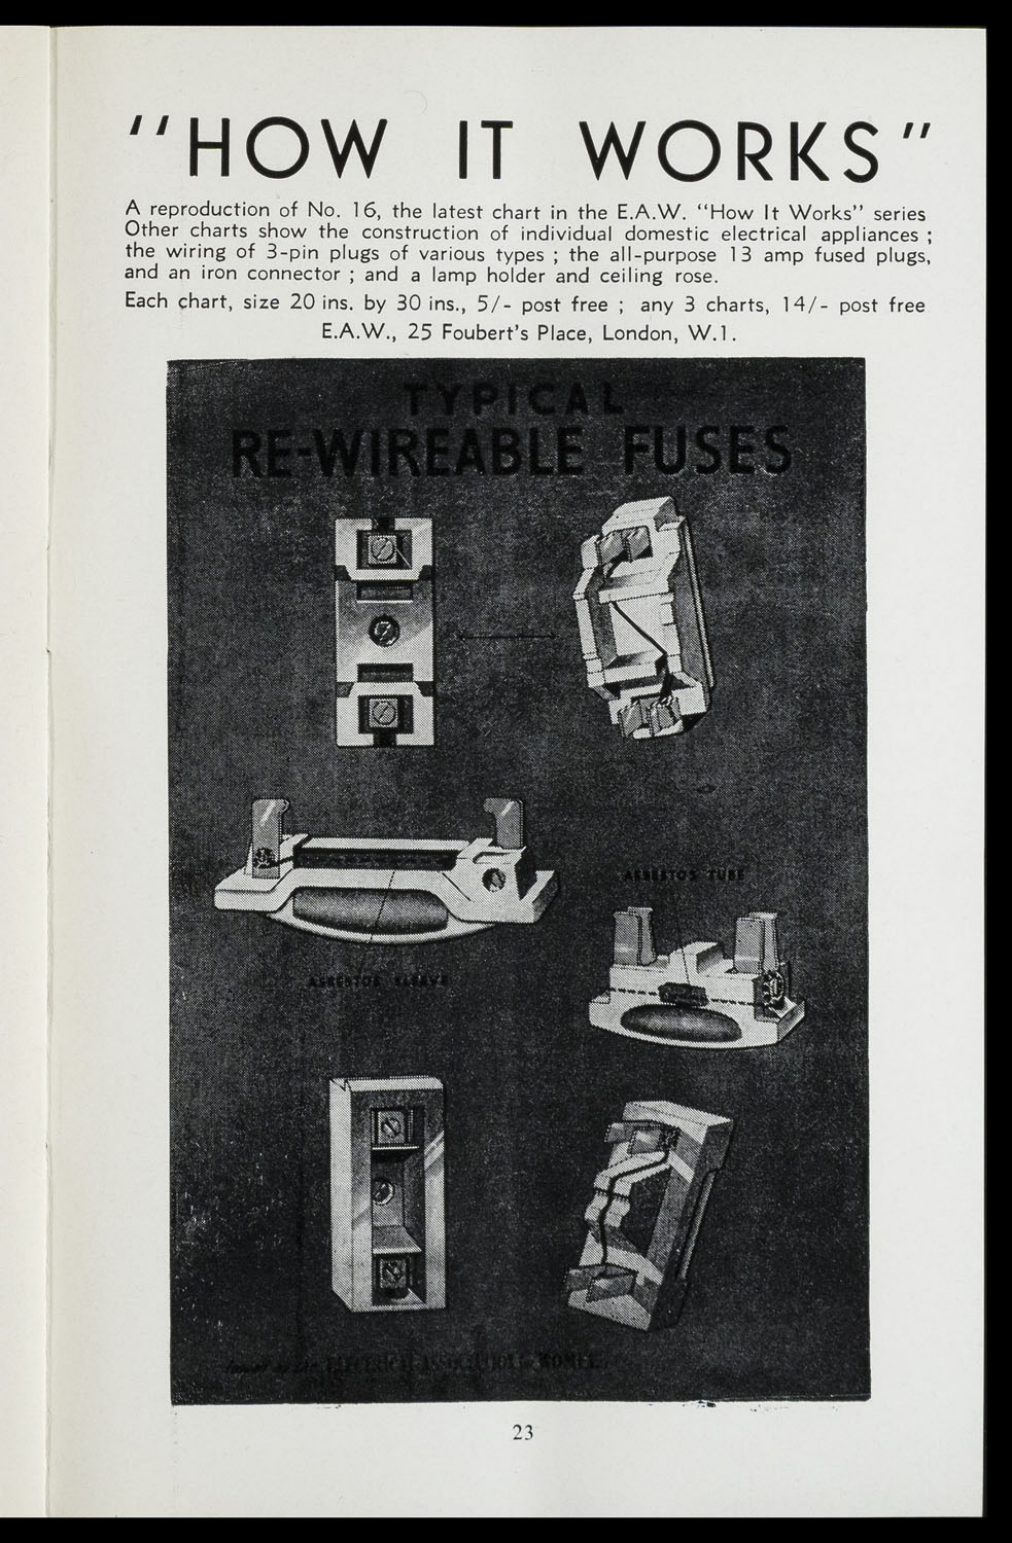 "HOW IT WORKS"
A reproduction of No. 16, the latest chart in the E.A.W. "How It Works" series
Other charts show the construction of individual domestic electrical appliances ;
the wiring of 3-pin plugs of various types ; the all-purpose 13 amp fused plugs,
and an iron connector ; and a lamp holder and ceiling rose.
Each chart, size 20 ins. by 30 ins., 5/- post free ; any 3 charts, 14/- post free
E.A.W., 25 Foubert's Place, London, W.1.
TYPICAL
RE-WIREABLE FUSES
ASBESTOS TUBE
ASBESTOS SLEEVE
ELECTRICAL ASSOCIATION WOMEN
23